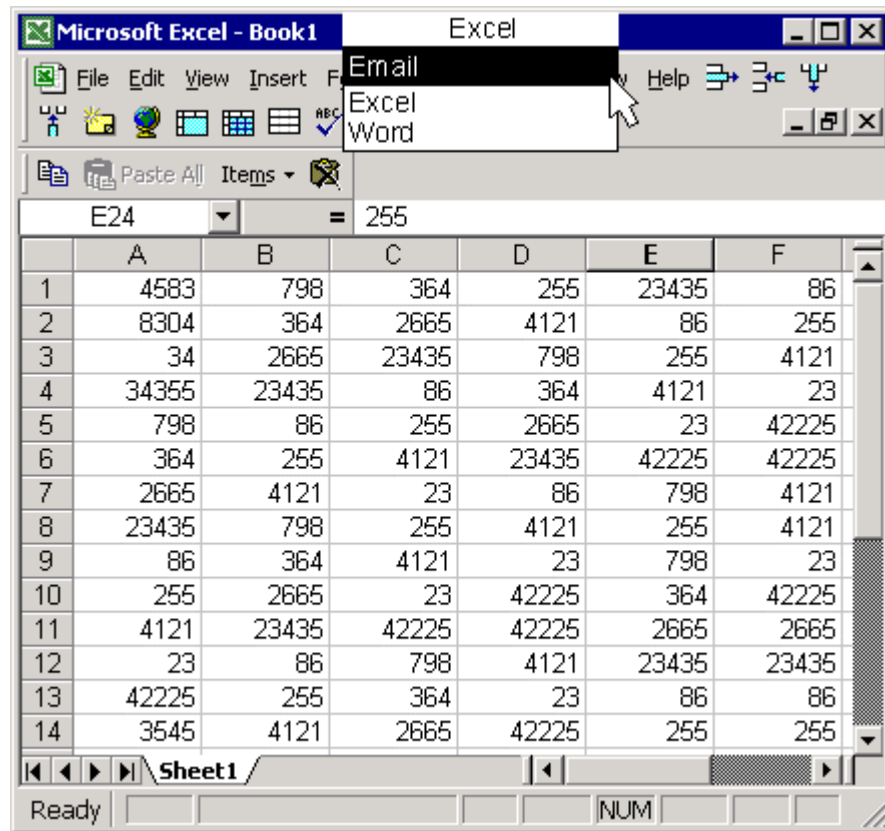 Microsoft Excel - Book1
Excel
Email
Excel
Word
File Edit View Insert Help
ABC
Paste All Items
E24 = 255
A B C D E F
1 4583 798 364 255 23435 86
2 8304 364 2665 4121 86 255
3 34 2665 23435 798 255 4121
4 34355 23435 86 364 4121 23
5 798 86 255 2665 23 42225
6 364 255 4121 23435 42225 42225
7 2665 4121 23 86 798 4121
8 23435 798 255 4121 255 4121
9 86 364 4121 23 798 23
10 255 2665 23 42225 364 42225
11 4121 23435 42225 42225 2665 2665
12 23 86 798 4121 23435 23435
13 42225 255 364 23 86 86
14 3545 4121 2665 42225 255 255
Sheet1
Ready NUM